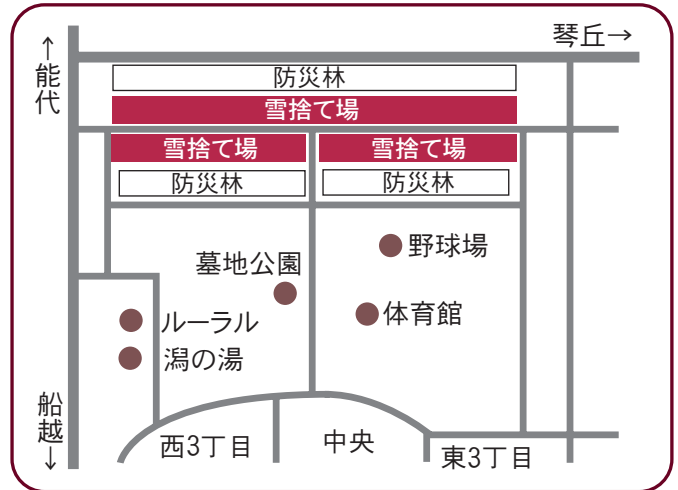 琴丘→
↑能代
防災林
雪捨て場
雪捨て場
雪捨て場
防災林
防災林
野球場
墓地公園
体育館
ルーラル
潟の湯
船越↓
西3丁目
中央
東3丁目